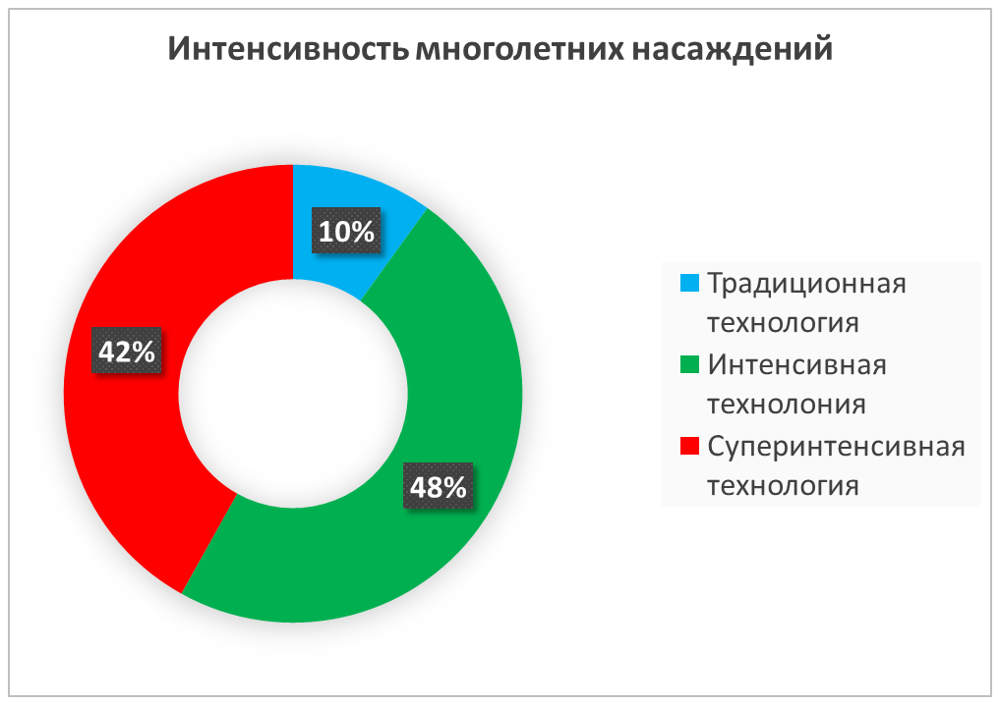 Интенсивность многолетних насаждений
10%
42%
48%
Традиционная
технология
Интенсивная
технолония
Суперинтенсивная
технология